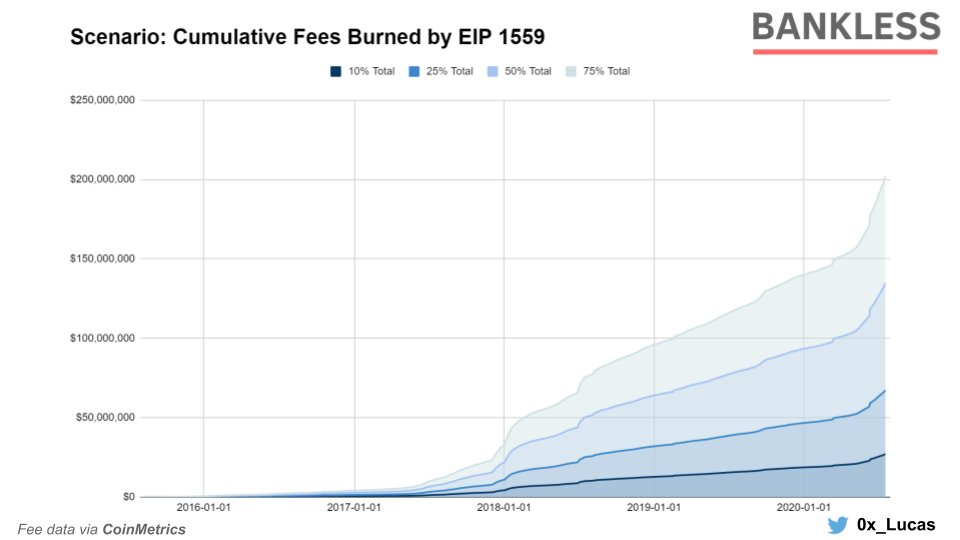 BANKLESS
Scenario: Cumulative Fees Burned by EIP 1559
10% Total 25% Total 50% Total 75% Total
$250,000,000
$200,000,000
$150,000,000
$100,000,000
$50,000,000
$0
2016-01-01 2017-01-01 2018-01-01 2019-01-01 2020-01-01
Fee data via CoinMetrics
0x_Lucas